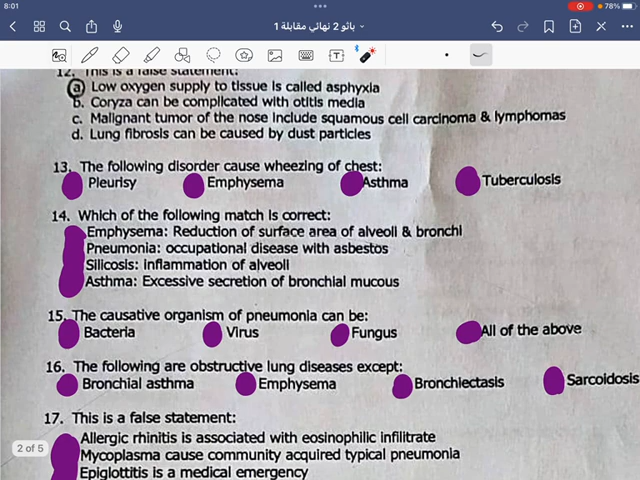 8:01
78%
باثو 2 نهائي مقابلة 1
12. This is a false statement:
a Low oxygen supply to tissue is called asphyxia
b. Coryza can be complicated with otitis media
c. Malignant tumor of the nose include squamous cell carcinoma & lymphomas
d. Lung fibrosis can be caused by dust particles
13. The following disorder cause wheezing of chest:
Pleurisy Emphysema Asthma Tuberculosis
14. Which of the following match is correct:
Emphysema: Reduction of surface area of alveoli & bronchi
Pneumonia: occupational disease with asbestos
Silicosis: inflammation of alveoli
Asthma: Excessive secretion of bronchial mucous
15. The causative organism of pneumonia can be:
Bacteria Virus Fungus All of the above
16. The following are obstructive lung diseases except:
Bronchial asthma Emphysema Bronchiectasis Sarcoidosis
17. This is a false statement:
Allergic rhinitis is associated with eosinophilic infiltrate
Mycoplasma cause community acquired typical pneumonia
Epiglottitis is a medical emergency
2 of 5